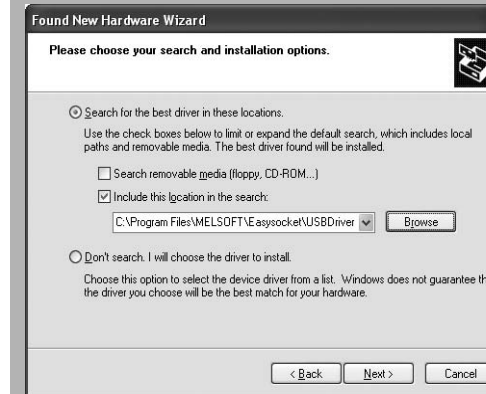 Found New Hardware Wizard
Please choose your search and installation options.
Search for the best driver in these locations.
Use the check boxes below to limit or expand the default search, which includes local
paths and removable media. The best driver found will be installed.
Search removable media (floppy, CD-ROM...)
Include this location in the search:
C:\Program Files\MELSOFT\Easysocket\USBDriver
Browse
Don't search. I will choose the driver to install.
Choose this option to select the device driver from a list. Windows does not guarantee th
the driver you choose will be the best match for your hardware.
< Back Next > Cancel